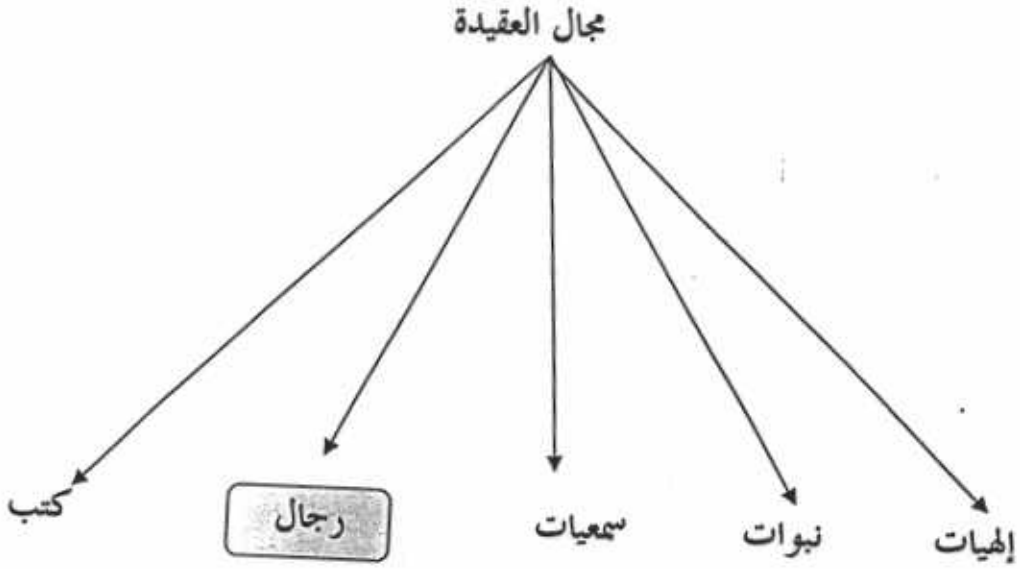 مجال العقيدة
إلهيات
نبوات
سمعيات
رجال
كتب